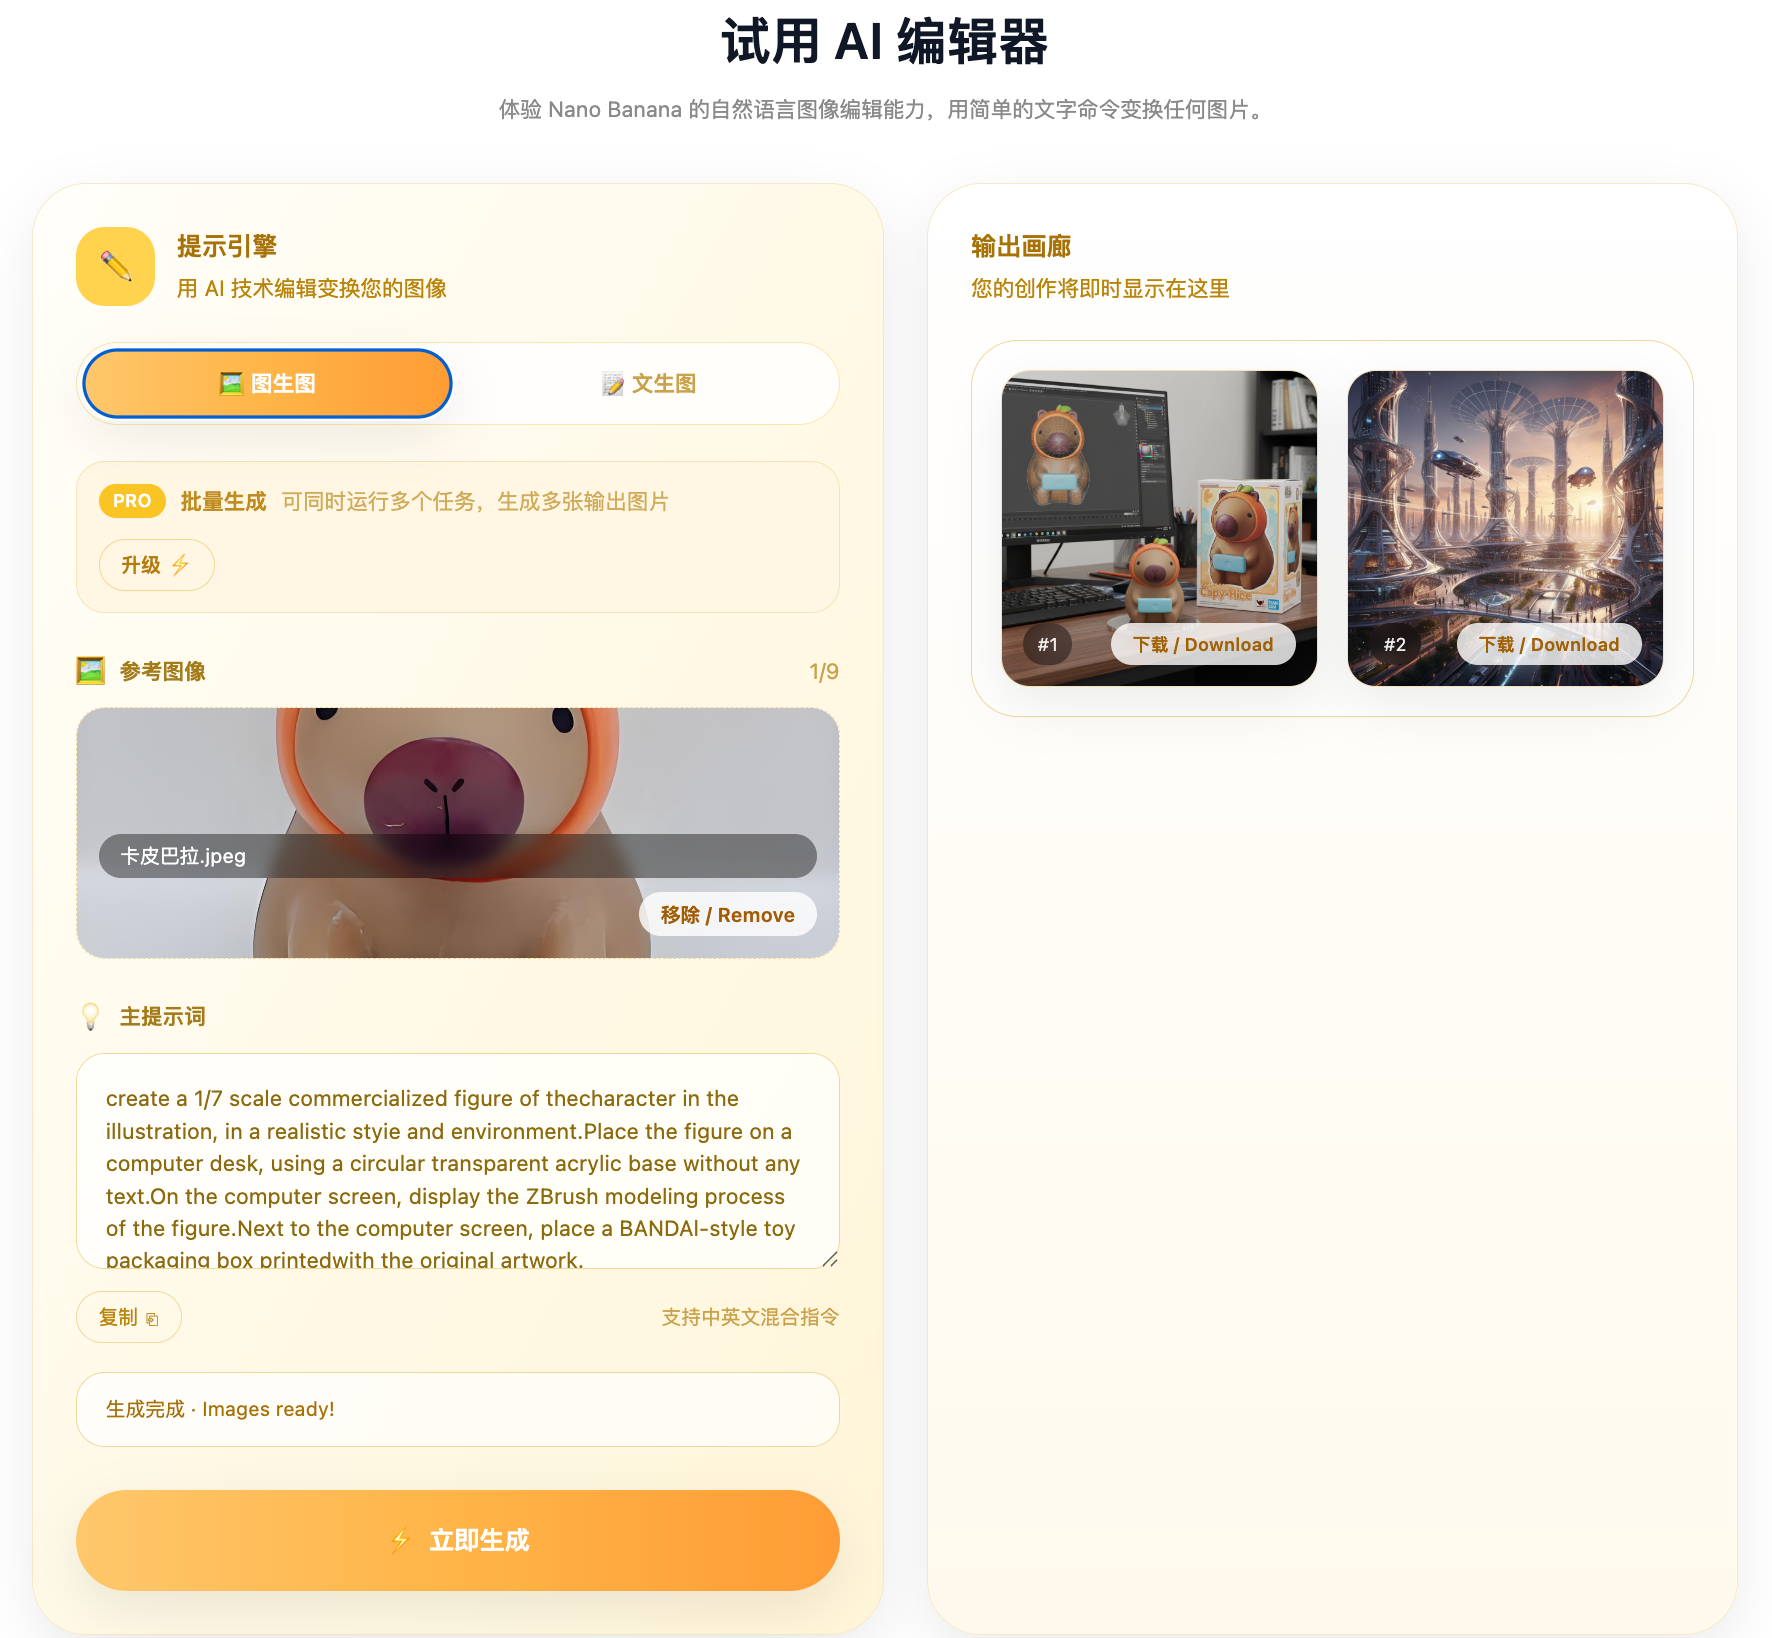 试用 AI 编辑器
体验 Nano Banana 的自然语言图像编辑能力，用简单的文字命令变换任何图片。
提示引擎
用 AI 技术编辑变换您的图像
图生图
文生图
PRO 批量生成 可同时运行多个任务，生成多张输出图片
升级
参考图像
1/9
卡皮巴拉.jpeg
移除 / Remove
主提示词
create a 1/7 scale commercialized figure of thecharacter in the
illustration, in a realistic styie and environment.Place the figure on a
computer desk, using a circular transparent acrylic base without any
text.On the computer screen, display the ZBrush modeling process
of the figure.Next to the computer screen, place a BANDAI-style toy
packaging box printedwith the original artwork.
复制
支持中英文混合指令
生成完成 · Images ready!
立即生成
输出画廊
您的创作将即时显示在这里
Capy-Hice
#1
下载 / Download
#2
下载 / Download